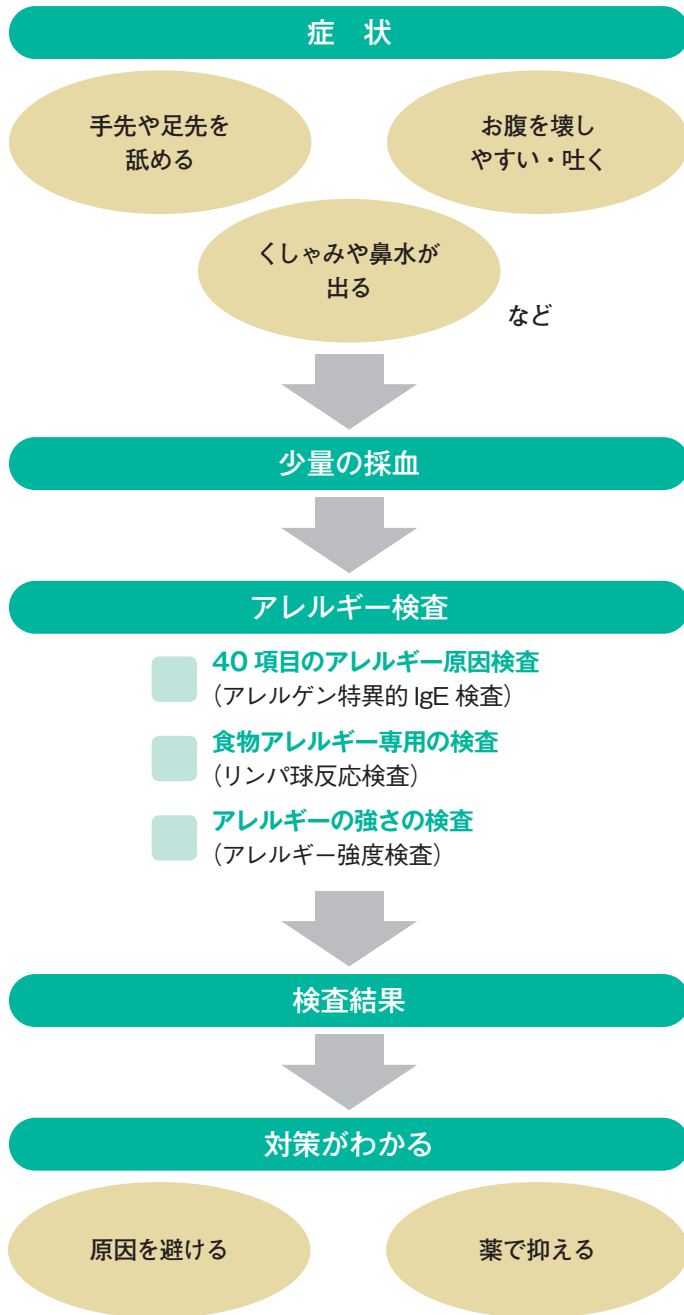 症　状
手先や足先を
舐める
お腹を壊し
やすい・吐く
くしゃみや鼻水が
出る
など
少量の採血
アレルギー検査
40 項目のアレルギー原因検査
（アレルゲン特異的 IgE 検査）
食物アレルギー専用の検査
（リンパ球反応検査）
アレルギーの強さの検査
（アレルギー強度検査）
検査結果
対策がわかる
原因を避ける
薬で抑える